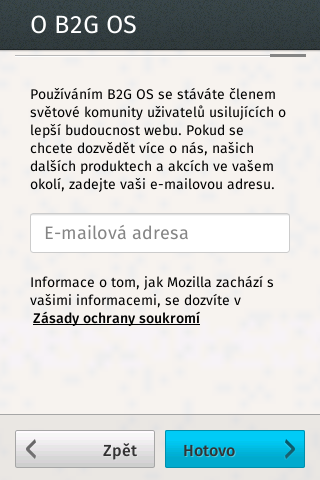 O B2G OS
Používáním B2G OS se stáváte členem
světové komunity uživatelů usilujících o
lepší budoucnost webu. Pokud se
chcete dozvědět více o nás, našich
dalších produktech a akcích ve vašem
okolí, zadejte vaši e-mailovou adresu.
E-mailová adresa
Informace o tom, jak Mozilla zachází s
vašimi informacemi, se dozvíte v
Zásady ochrany soukromí
Zpět
Hotovo